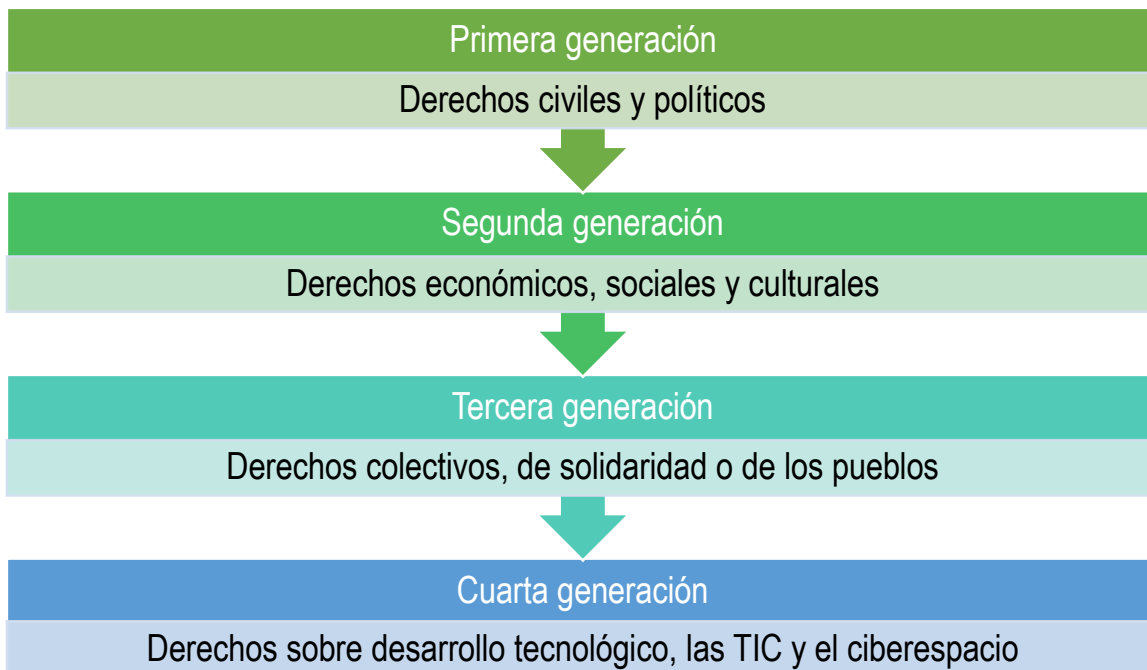 Primera generación
Derechos civiles y políticos
Segunda generación
Derechos económicos, sociales y culturales
Tercera generación
Derechos colectivos, de solidaridad o de los pueblos
Cuarta generación
Derechos sobre desarrollo tecnológico, las TIC y el ciberespacio